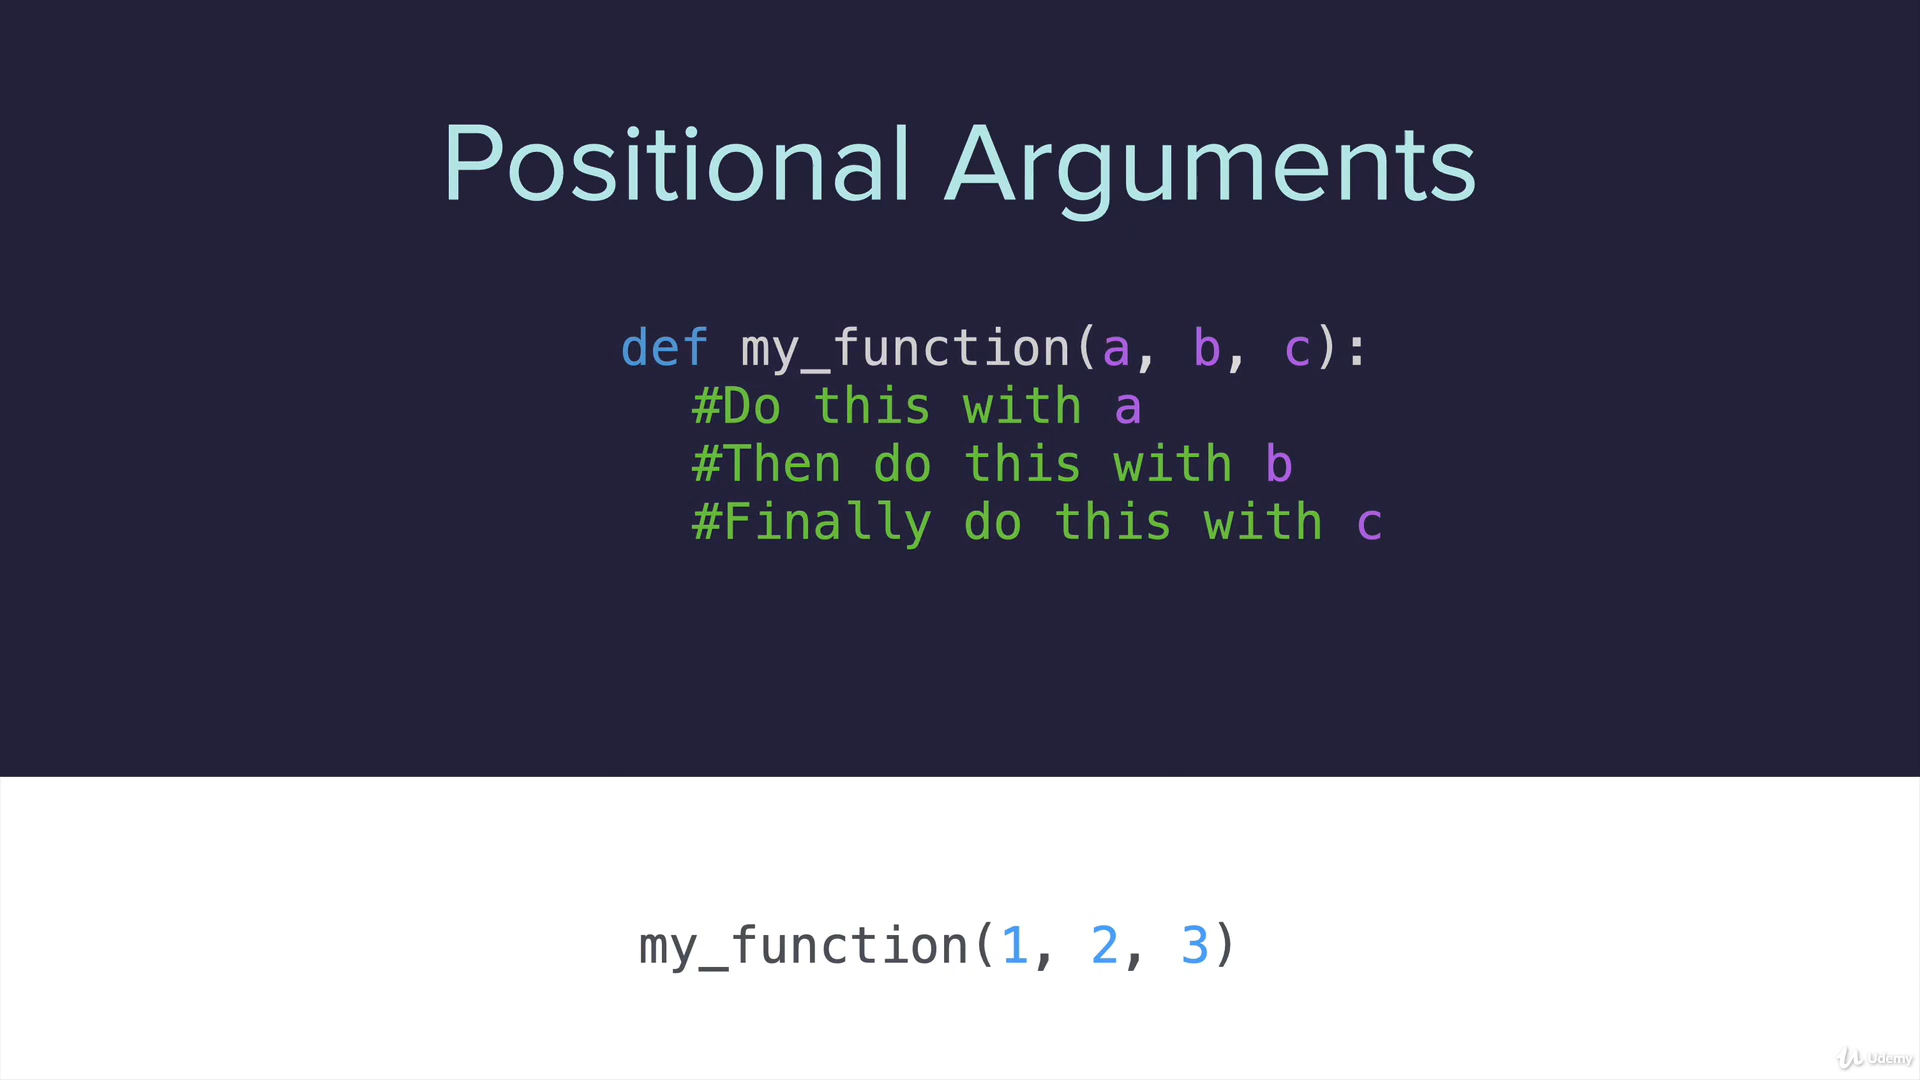 Positional Arguments
def my_function(a, b, c):
#Do this with a
#Then do this with b
#Finally do this with c
my_function(1, 2, 3)
Udemy